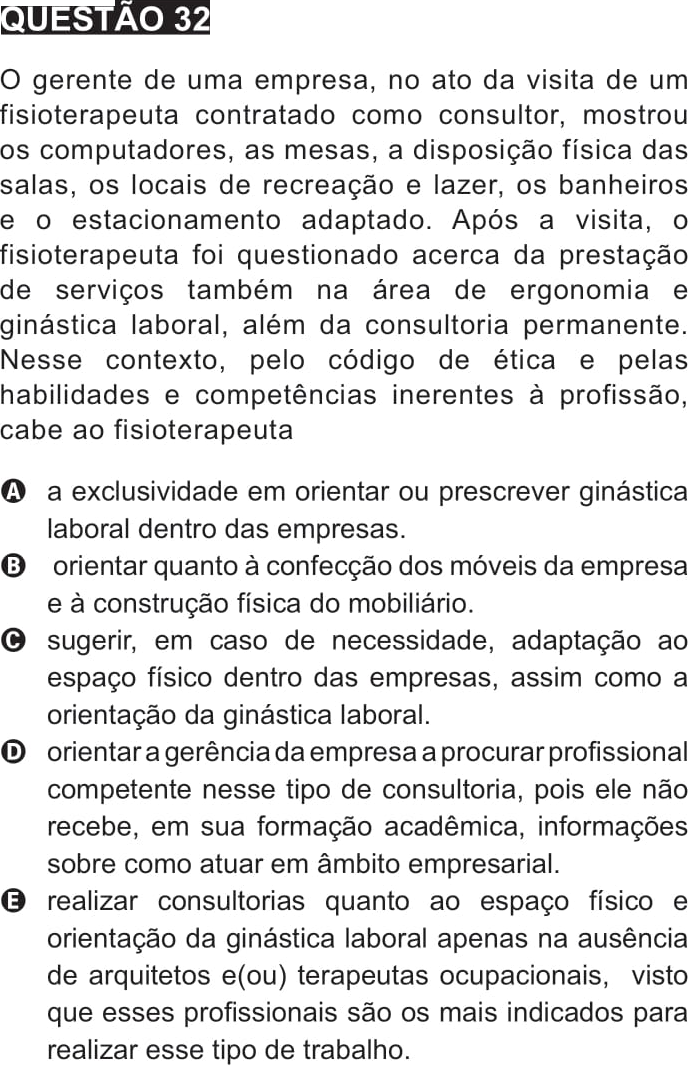 QUESTÃO 32
O gerente de uma empresa, no ato da visita de um
fisioterapeuta contratado como consultor, mostrou
os computadores, as mesas, a disposição física das
salas, os locais de recreação e lazer, os banheiros
e o estacionamento adaptado. Após a visita, o
fisioterapeuta foi questionado acerca da prestação
de serviços também na área de ergonomia e
ginástica laboral, além da consultoria permanente.
Nesse contexto, pelo código de ética e pelas
habilidades e competências inerentes à profissão,
cabe ao fisioterapeuta
A a exclusividade em orientar ou prescrever ginástica
laboral dentro das empresas.
B orientar quanto à confecção dos móveis da empresa
e à construção física do mobiliário.
C sugerir, em caso de necessidade, adaptação ao
espaço físico dentro das empresas, assim como a
orientação da ginástica laboral.
D orientar a gerência da empresa a procurar profissional
competente nesse tipo de consultoria, pois ele não
recebe, em sua formação acadêmica, informações
sobre como atuar em âmbito empresarial.
E realizar consultorias quanto ao espaço físico e
orientação da ginástica laboral apenas na ausência
de arquitetos e(ou) terapeutas ocupacionais, visto
que esses profissionais são os mais indicados para
realizar esse tipo de trabalho.